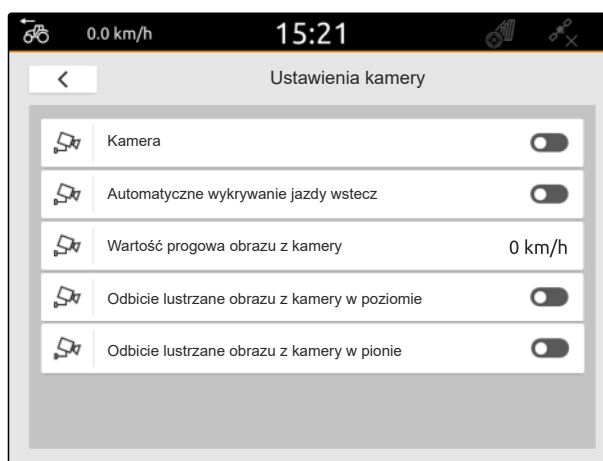 0.0 km/h
15:21
Ustawienia kamery
Kamera
Automatyczne wykrywanie jazdy wstecz
Wartość progowa obrazu z kamery
0 km/h
Odbicie lustrzane obrazu z kamery w poziomie
Odbicie lustrzane obrazu z kamery w pionie